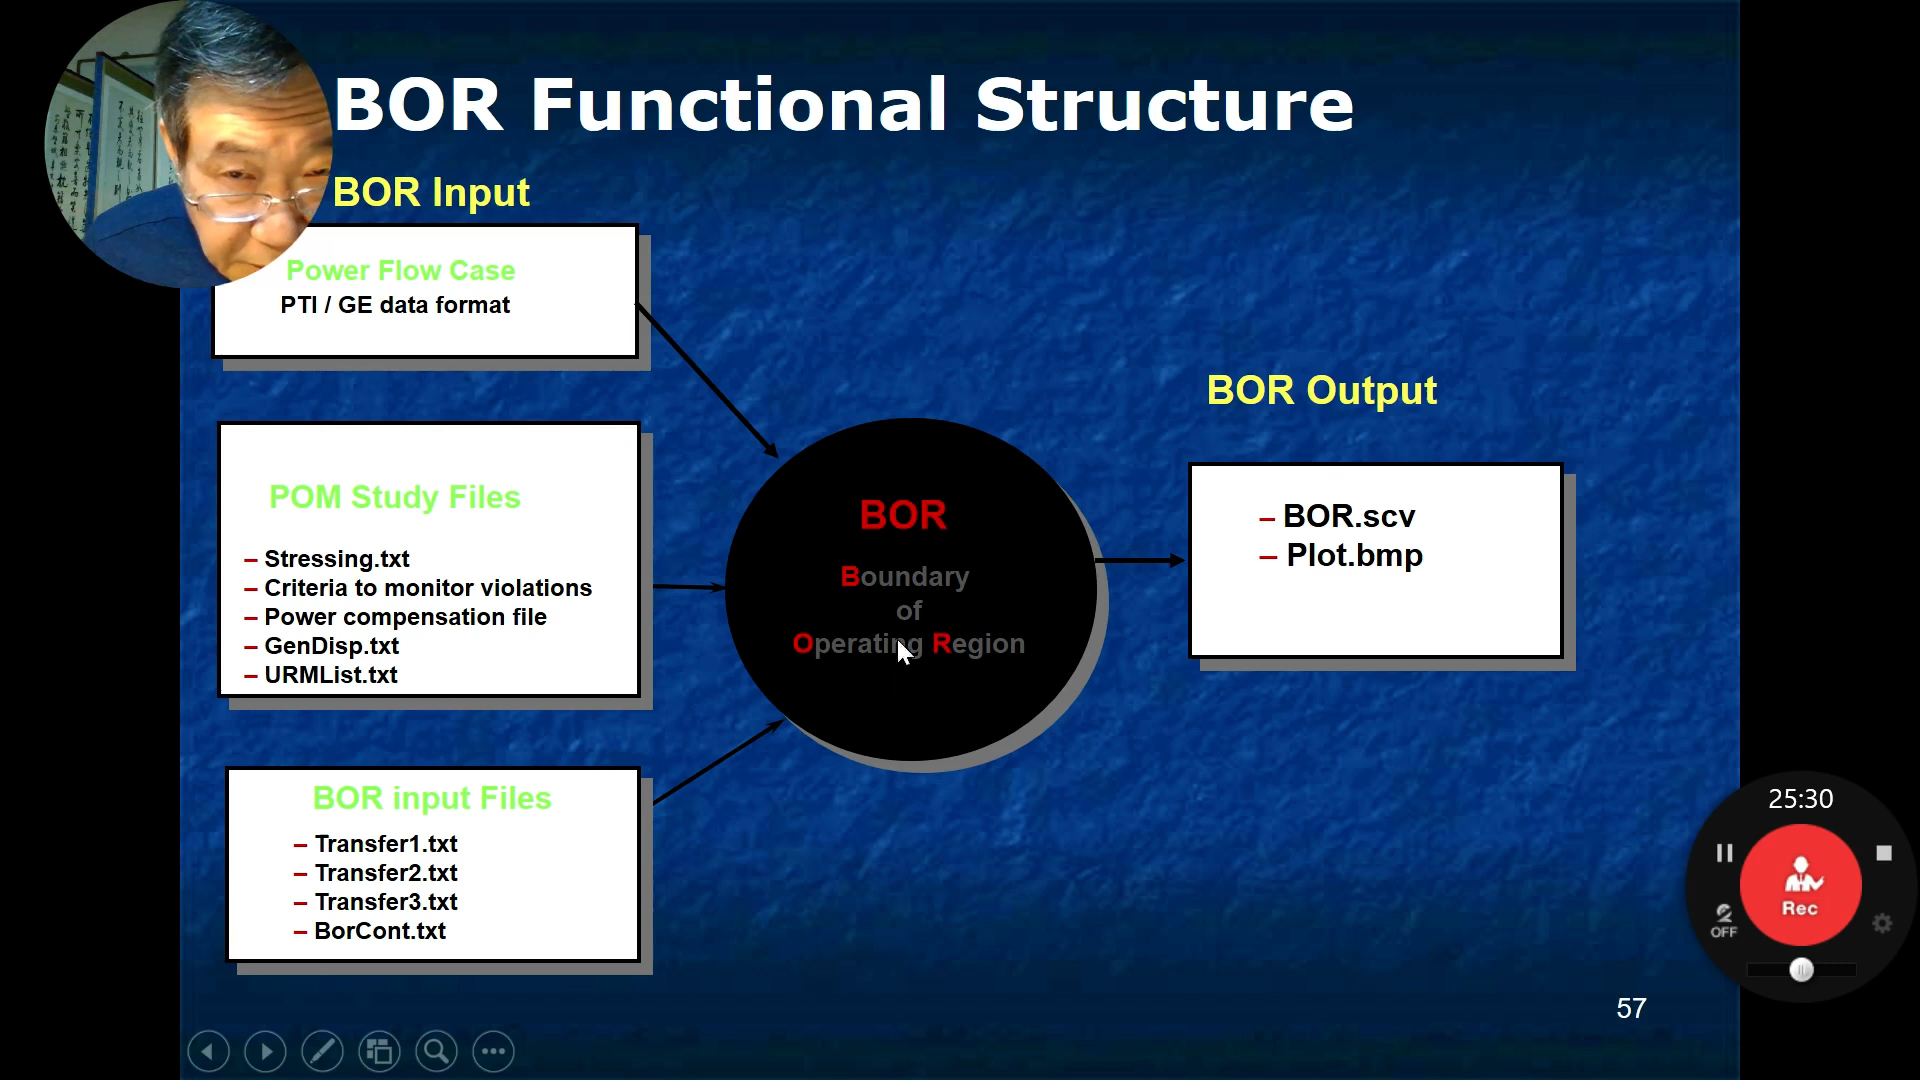 BOR Functional Structure
BOR Input
Power Flow Case
PTI / GE data format
POM Study Files
– Stressing.txt
– Criteria to monitor violations
– Power compensation file
– GenDisp.txt
– URMList.txt
BOR input Files
– Transfer1.txt
– Transfer2.txt
– Transfer3.txt
– BorCont.txt
BOR
Boundary
of
Operating Region
BOR Output
– BOR.scv
– Plot.bmp
25:30
Rec
OFF
57